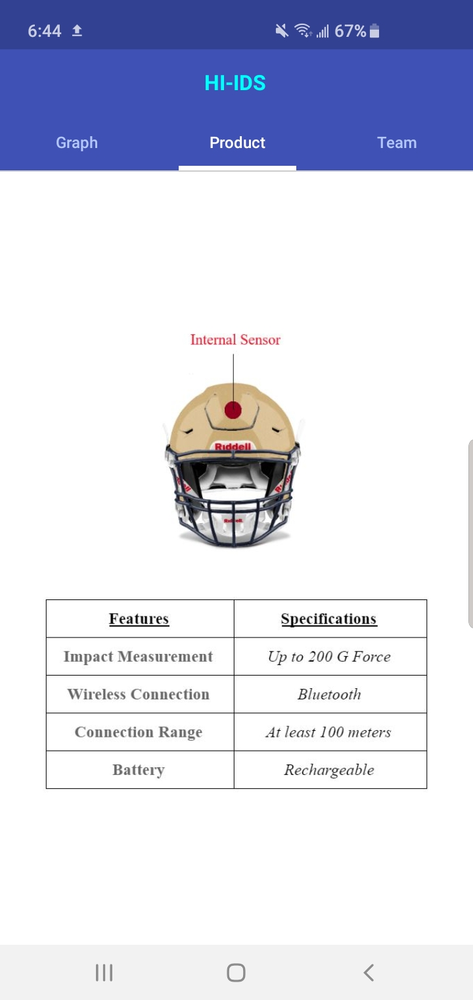 6:44 67%
HI-IDS
Graph Product Team
Internal Sensor
Riddell
Features Specifications
Impact Measurement Up to 200 G Force
Wireless Connection Bluetooth
Connection Range At least 100 meters
Battery Rechargeable